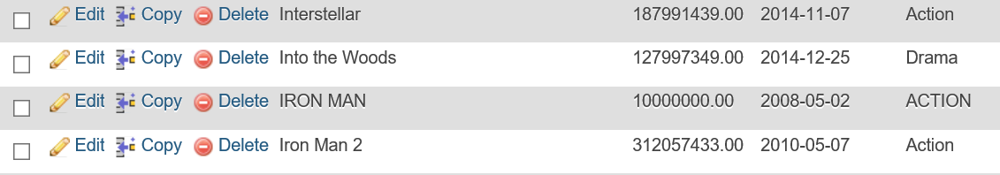 Edit Copy Delete Interstellar 187991439.00 2014-11-07 Action
Edit Copy Delete Into the Woods 127997349.00 2014-12-25 Drama
Edit Copy Delete IRON MAN 10000000.00 2008-05-02 ACTION
Edit Copy Delete Iron Man 2 312057433.00 2010-05-07 Action